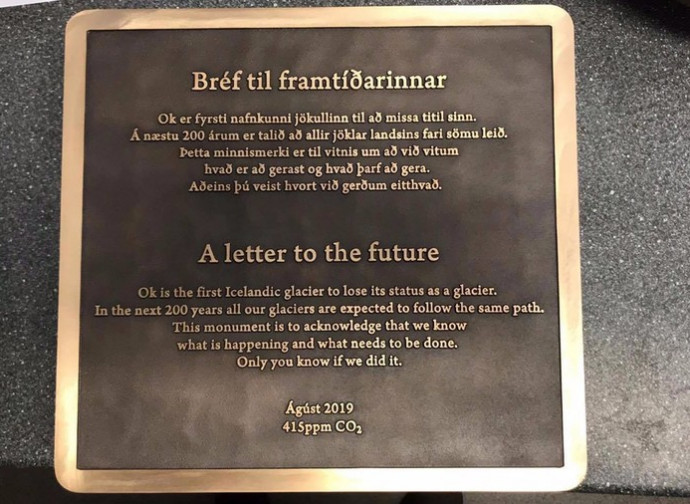 Bréf til framtíðarinnar
Ok er fyrsti nafnkunni jökullinn til að missa titil sinn.
Á næstu 200 árum er talið að allir jöklar landsins fari sömu leið.
Þetta minnismerki er til vitnis um að við vitum
hvað er að gerast og hvað þarf að gera.
Aðeins þú veist hvort við gerðum eitthvað.
A letter to the future
Ok is the first Icelandic glacier to lose its status as a glacier.
In the next 200 years all our glaciers are expected to follow the same path.
This monument is to acknowledge that we know
what is happening and what needs to be done.
Only you know if we did it.
Ágúst 2019
415ppm CO₂